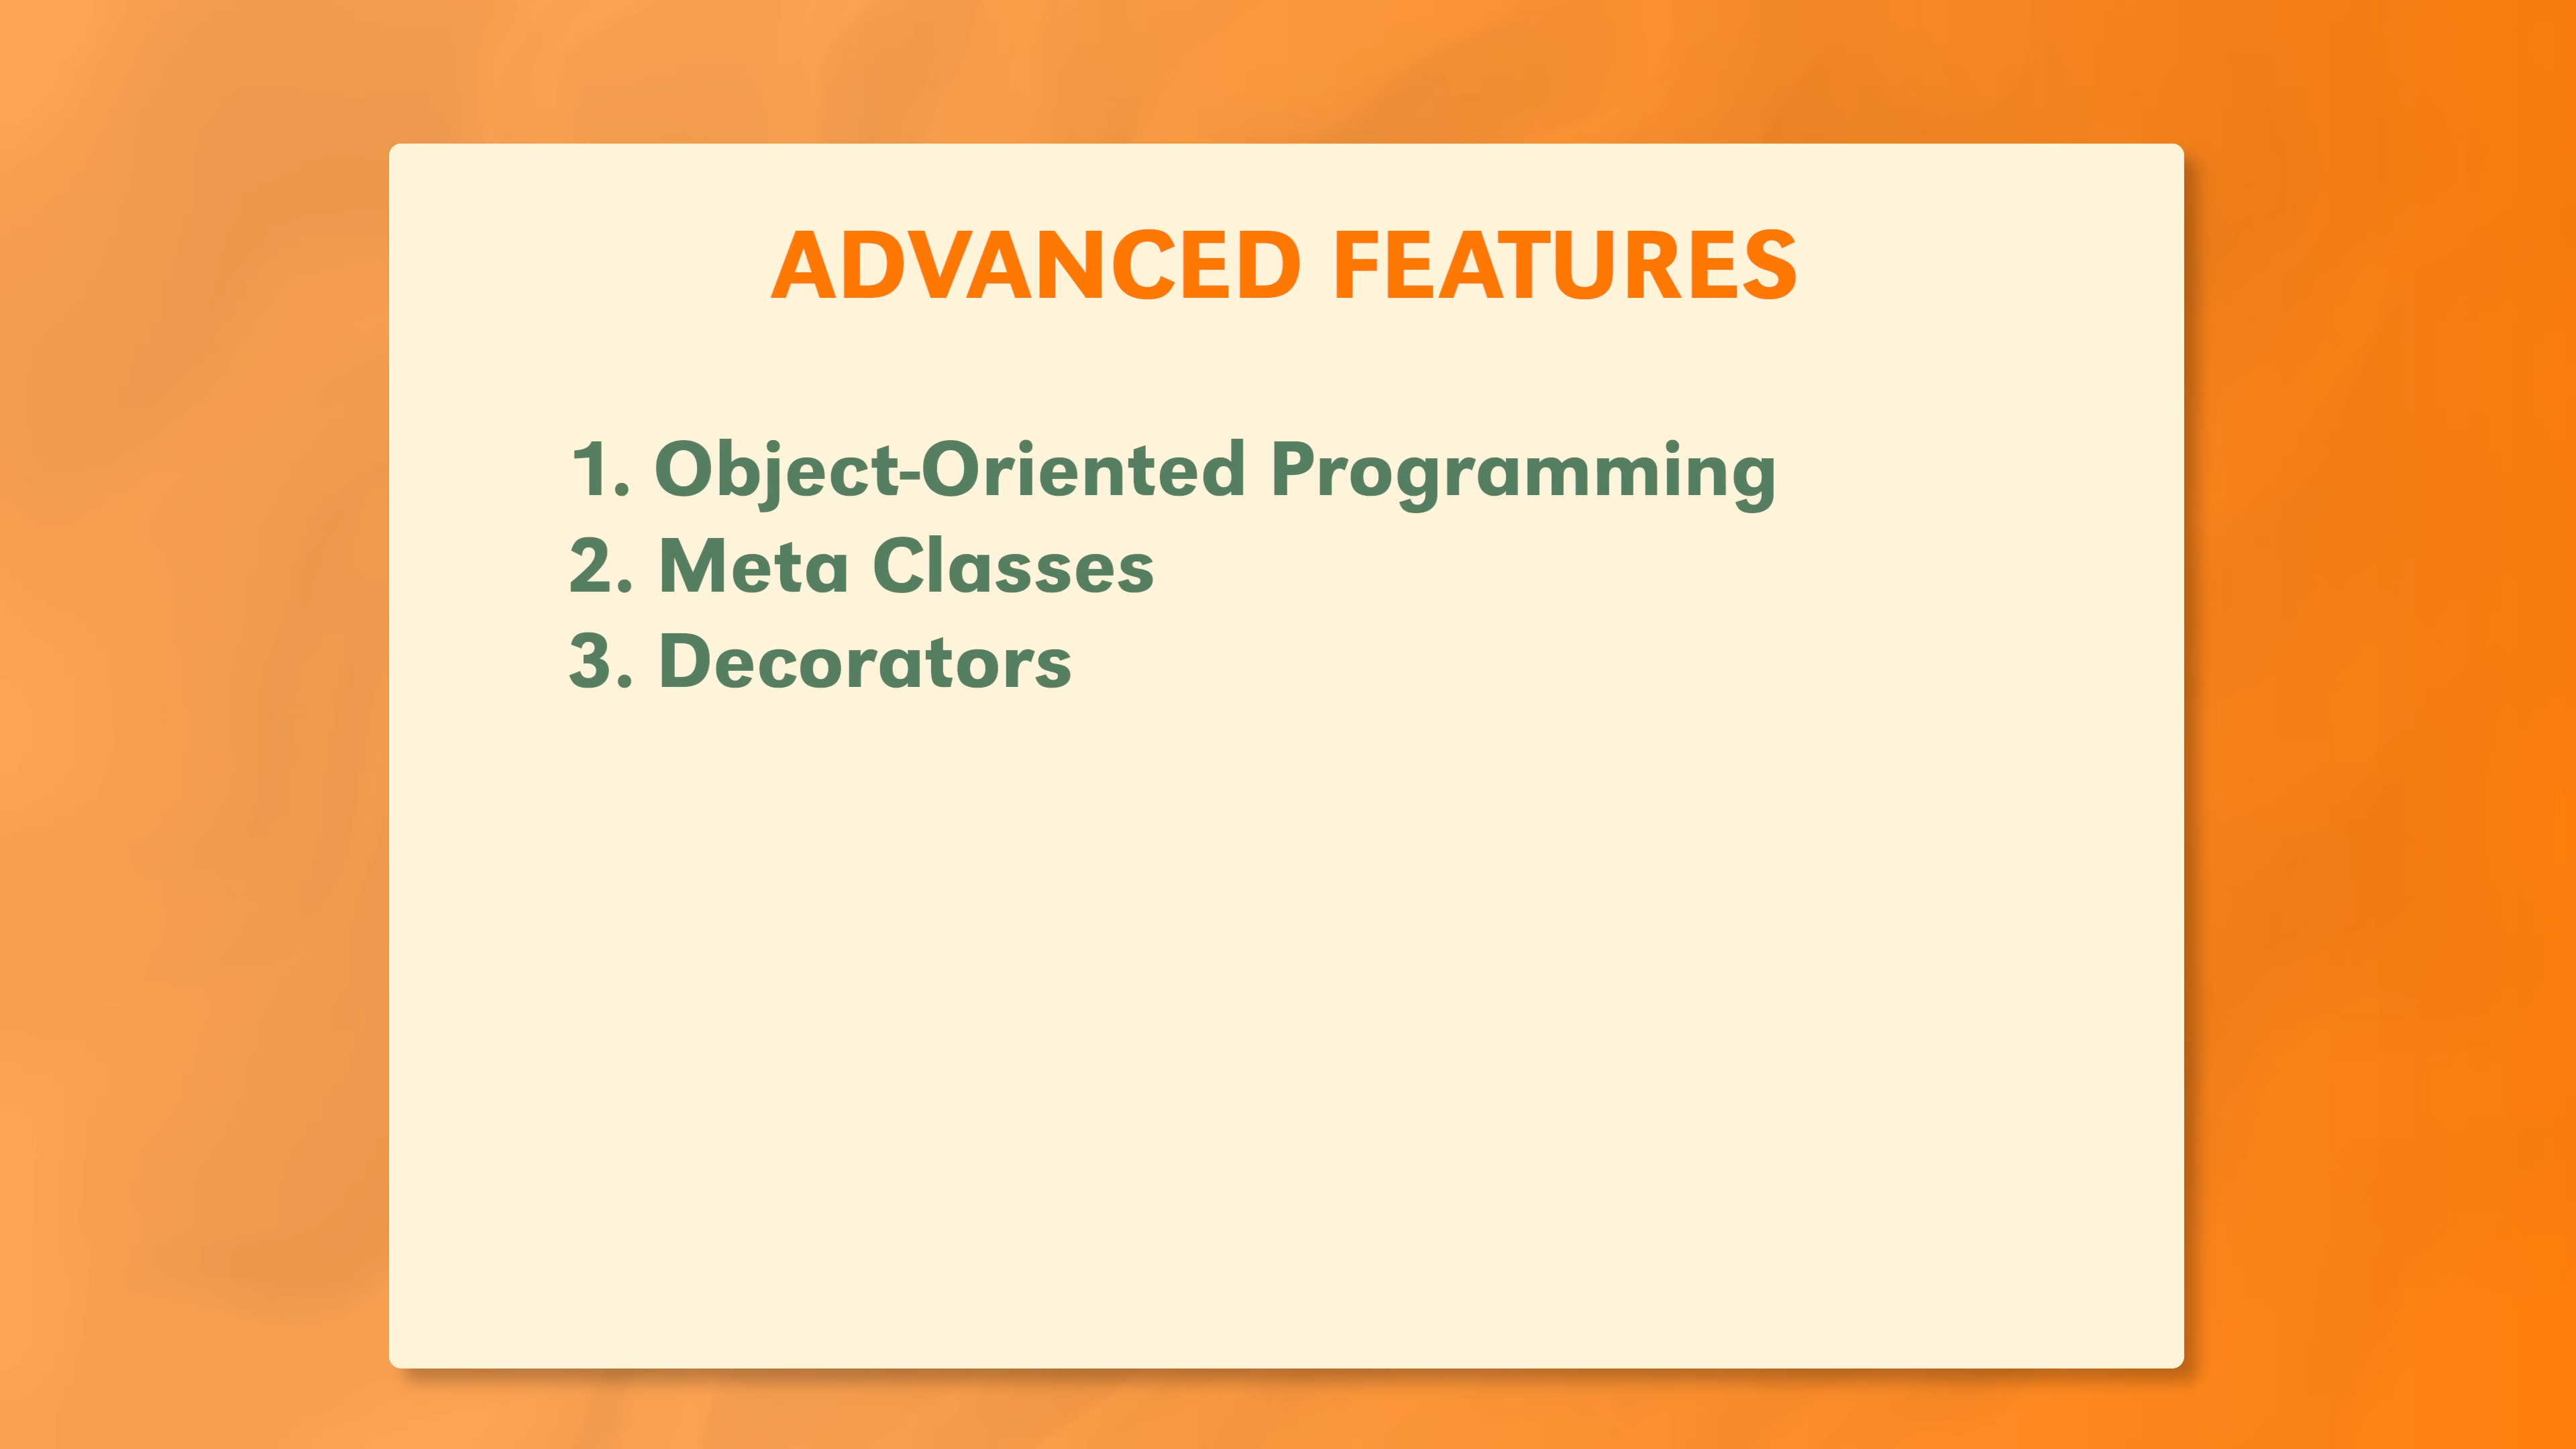 ADVANCED FEATURES
1. Object-Oriented Programming
2. Meta Classes
3. Decorators